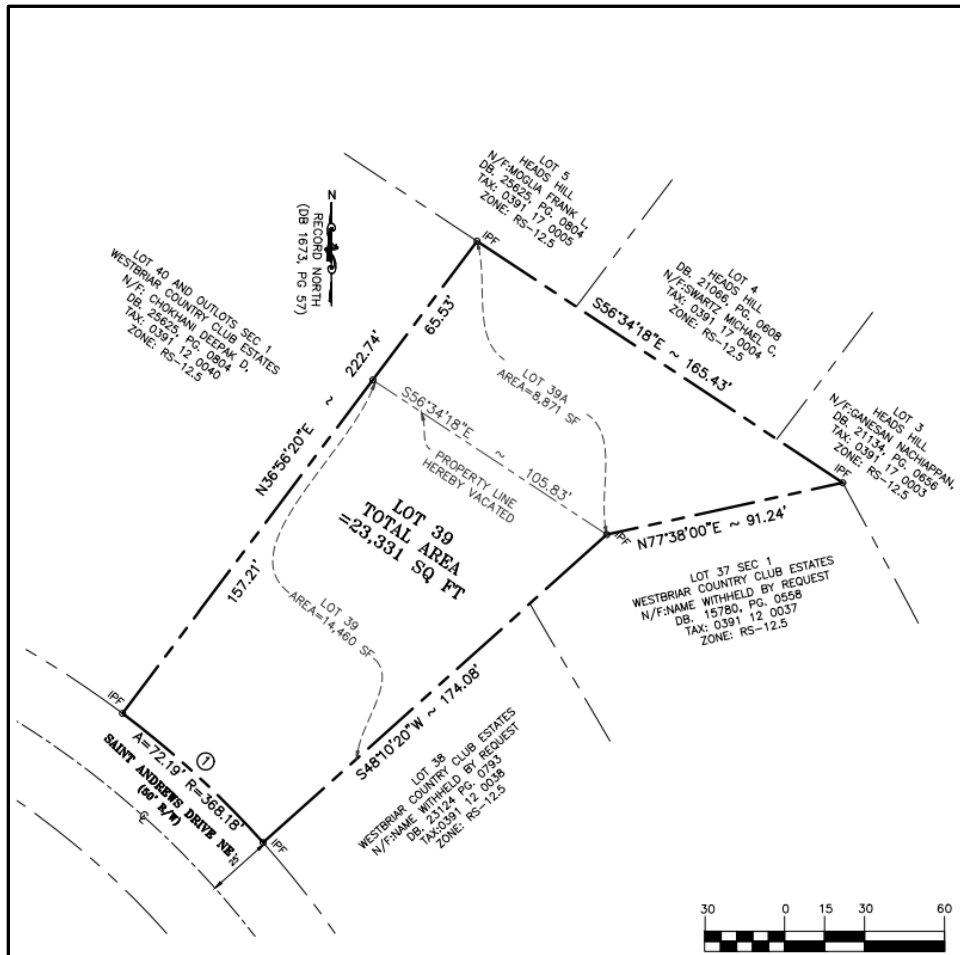 LOT 5
HEADS HILL
N/F:MOGLIA FRANK L,
DB. 25625, PG. 0804
TAX: 0391 17 0005
ZONE: RS-12.5
N
RECORD NORTH
(DB 1673, PG 57)
LOT 40 AND OUTLOTS SEC 1
WESTBRIAR COUNTRY CLUB ESTATES
N/F: CHOKHANI DEEPAK D,
DB. 25625, PG. 0804
TAX: 0391 12 0040
ZONE: RS-12.5
IPF
LOT 4
HEADS HILL
DB. 21066, PG. 0608
N/F:SWARTZ MICHAEL C,
TAX: 0391 17 0004
ZONE: RS-12.5
S56°34'18"E ~ 165.43'
65.53'
222.74'
~
N36°56'20"E
157.21'
LOT 39A
AREA=8,871 SF
S56°34'18"E
~
105.83'
PROPERTY LINE
HEREBY VACATED
LOT 3
HEADS HILL
N/F:GANESAN NACHIAPPAN,
DB. 21134, PG. 0656
TAX: 0391 17 0003
ZONE: RS-12.5
IPF
LOT 39
TOTAL AREA
=23,331 SQ FT
IPF
N77°38'00"E ~ 91.24'
LOT 37 SEC 1
WESTBRIAR COUNTRY CLUB ESTATES
N/F:NAME WITHHELD BY REQUEST
DB. 15780, PG. 0558
TAX: 0391 12 0037
ZONE: RS-12.5
LOT 39
AREA=14,460 SF
S48°10'20"W ~ 174.08'
LOT 38
WESTBRIAR COUNTRY CLUB ESTATES
N/F:NAME WITHHELD BY REQUEST
DB. 23124 PG. 0793
TAX:0391 12 0038
ZONE: RS-12.5
IPF
1
A=72.19' R=368.18'
SAINT ANDREWS DRIVE NE
(50' R/W)
IPF
30 0 15 30 60